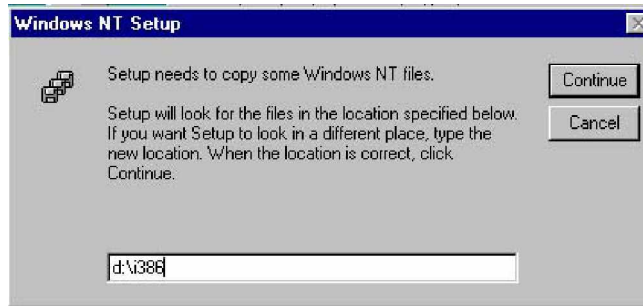 Windows NT Setup
Setup needs to copy some Windows NT files.
Setup will look for the files in the location specified below.
If you want Setup to look in a different place, type the
new location. When the location is correct, click
Continue.
Continue
Cancel
d:\i386